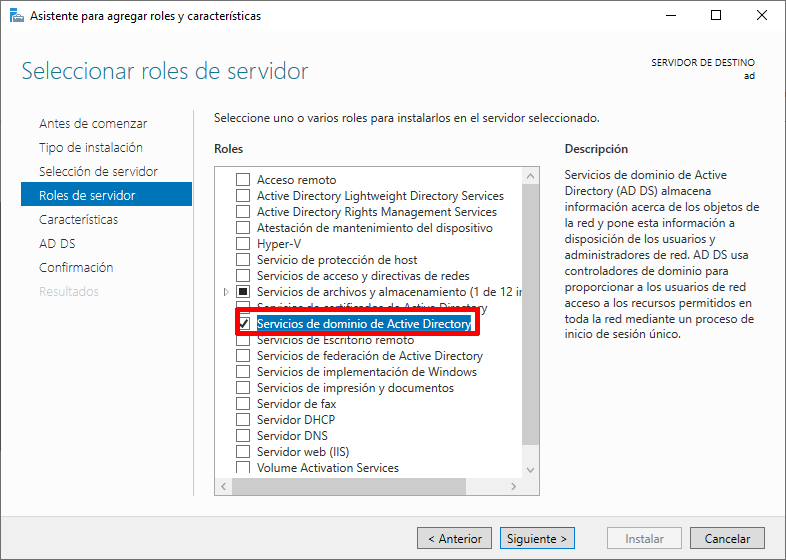 Asistente para agregar roles y características
Seleccionar roles de servidor
SERVIDOR DE DESTINO
ad
Antes de comenzar
Tipo de instalación
Selección de servidor
Roles de servidor
Características
AD DS
Confirmación
Resultados
Seleccione uno o varios roles para instalarlos en el servidor seleccionado.
Roles
Acceso remoto
Active Directory Lightweight Directory Services
Active Directory Rights Management Services
Atestación de mantenimiento del dispositivo
Hyper-V
Servicio de protección de host
Servicios de acceso y directivas de redes
Servicios de archivos y almacenamiento (1 de 12 in
Servicios de certificados de Active Directory
Servicios de dominio de Active Directory
Servicios de Escritorio remoto
Servicios de federación de Active Directory
Servicios de implementación de Windows
Servicios de impresión y documentos
Servidor de fax
Servidor DHCP
Servidor DNS
Servidor web (IIS)
Volume Activation Services
Descripción
Servicios de dominio de Active
Directory (AD DS) almacena
información acerca de los objetos de
la red y pone esta información a
disposición de los usuarios y
administradores de red. AD DS usa
controladores de dominio para
proporcionar a los usuarios de red
acceso a los recursos permitidos en
toda la red mediante un proceso de
inicio de sesión único.
< Anterior
Siguiente >
Instalar
Cancelar